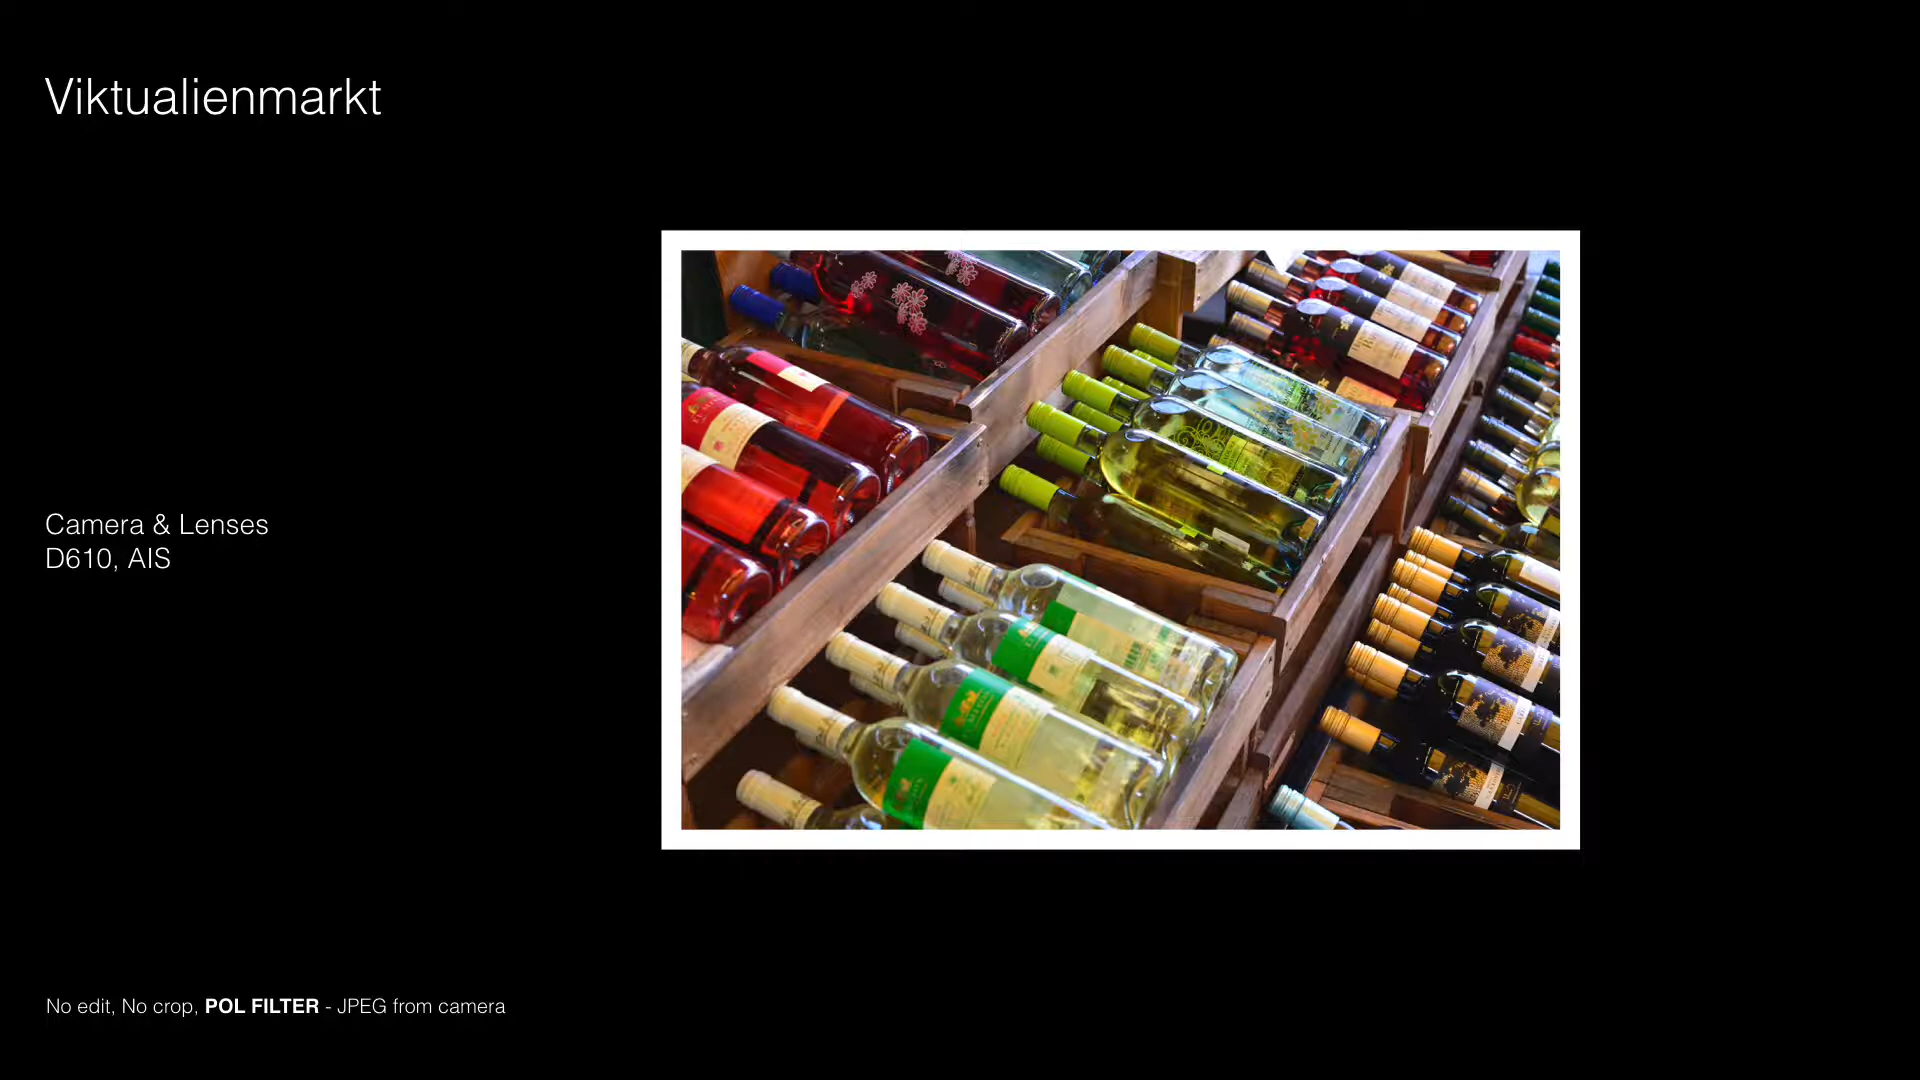 Viktualienmarkt
Camera & Lenses
D610, AIS
No edit, No crop, POL FILTER - JPEG from camera